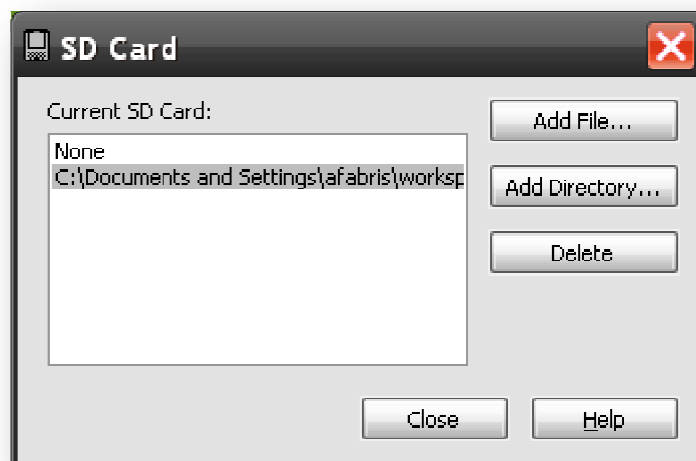 SD Card
Current SD Card:
None
C:\Documents and Settings\afabris\worksp
Add File...
Add Directory...
Delete
Close
Help